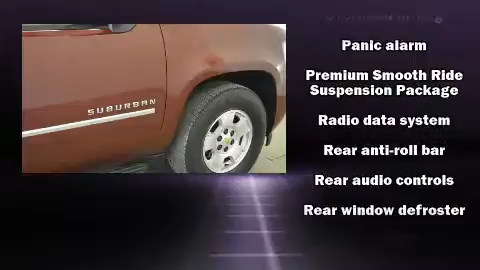 SUBURBAN
Panic alarm
Premium Smooth Ride
Suspension Package
Radio data system
Rear anti-roll bar
Rear audio controls
Rear window defroster